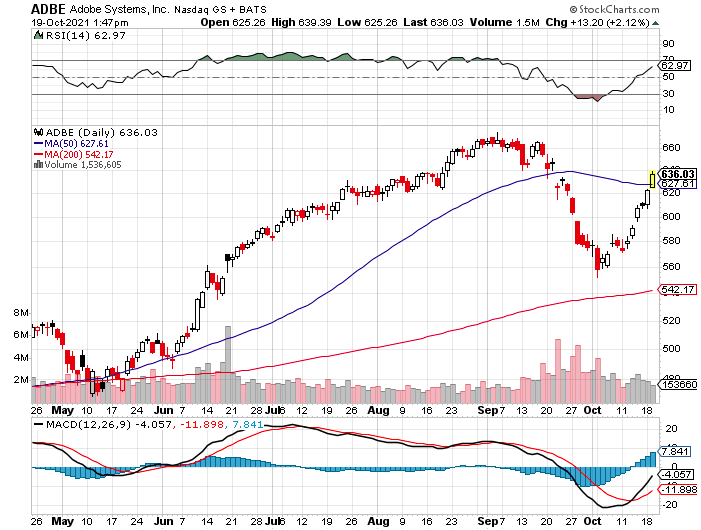 ADBE Adobe Systems, Inc. Nasdaq GS + BATS © StockCharts.com
19-Oct-2021 1:47pm Open 625.26 High 639.39 Low 625.26 Last 636.03 Volume 1.5M Chg +13.20 (+2.12%)
RSI(14) 62.97
90
70
62.97
50
30
10
ADBE (Daily) 636.03
MA(50) 627.61
MA(200) 542.17
Volume 1,536,605
660
636.03
627.61
620
600
580
560
542.17
520
500
8M
6M
4M
2M
26 May 10 17 24 Jun 7 14 21 28 Jul 6 12 19 26 Aug 9 16 23 Sep 7 13 20 27 Oct 11 18
MACD(12,26,9) -4.057, -11.898, 7.841
20
10
7.841
0
-4.057
-11.898
-20
26 May 10 17 24 Jun 7 14 21 28 Jul 6 12 19 26 Aug 9 16 23 Sep 7 13 20 27 Oct 11 18